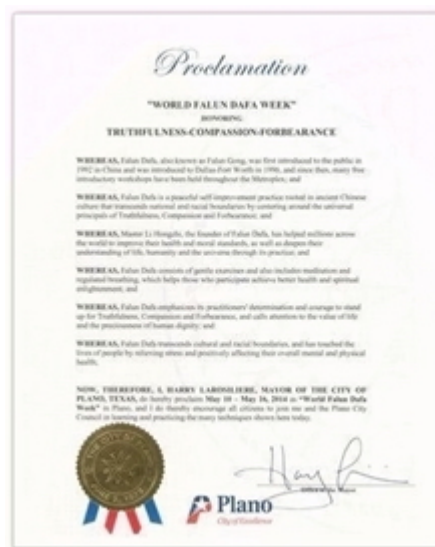 Proclamation
"WORLD FALUN DAFA WEEK"
HONORING
TRUTHFULNESS-COMPASSION-FORBEARANCE
WHEREAS, Falun Dafa, also known as Falun Gong, was first introduced to the public in
1992 in China and was introduced to Dallas-Fort Worth in 1996, and since then, many free
introductory workshops have been held throughout the Metroplex; and
WHEREAS, Falun Dafa is a peaceful self-improvement practice rooted in ancient Chinese
culture that transcends national and racial boundaries by centering around the universal
principals of Truthfulness, Compassion and Forbearance; and
WHEREAS, Master Li Hongzhi, the founder of Falun Dafa, has helped millions across
the world to improve their health and moral standards, as well as deepen their
understanding of life, humanity and the universe through its practice; and
WHEREAS, Falun Dafa consists of gentle exercises and also includes meditation and
regulated breathing, which helps those who participate achieve better health and spiritual
enlightenment; and
WHEREAS, Falun Dafa emphasizes its practitioners' determination and courage to stand
up for Truthfulness, Compassion and Forbearance, and calls attention to the value of life
and the preciousness of human dignity; and
WHEREAS, Falun Dafa transcends cultural and racial boundaries, and has touched the
lives of people by relieving stress and positively affecting their overall mental and physical
health;
NOW, THEREFORE, I, HARRY LAROSILIERE, MAYOR OF THE CITY OF
PLANO, TEXAS, do hereby proclaim May 10 – May 16, 2014 as "World Falun Dafa
Week" in Plano, and I do hereby encourage all citizens to join me and the Plano City
Council in learning and practicing the many techniques shown here today.
Plano
City of Excellence